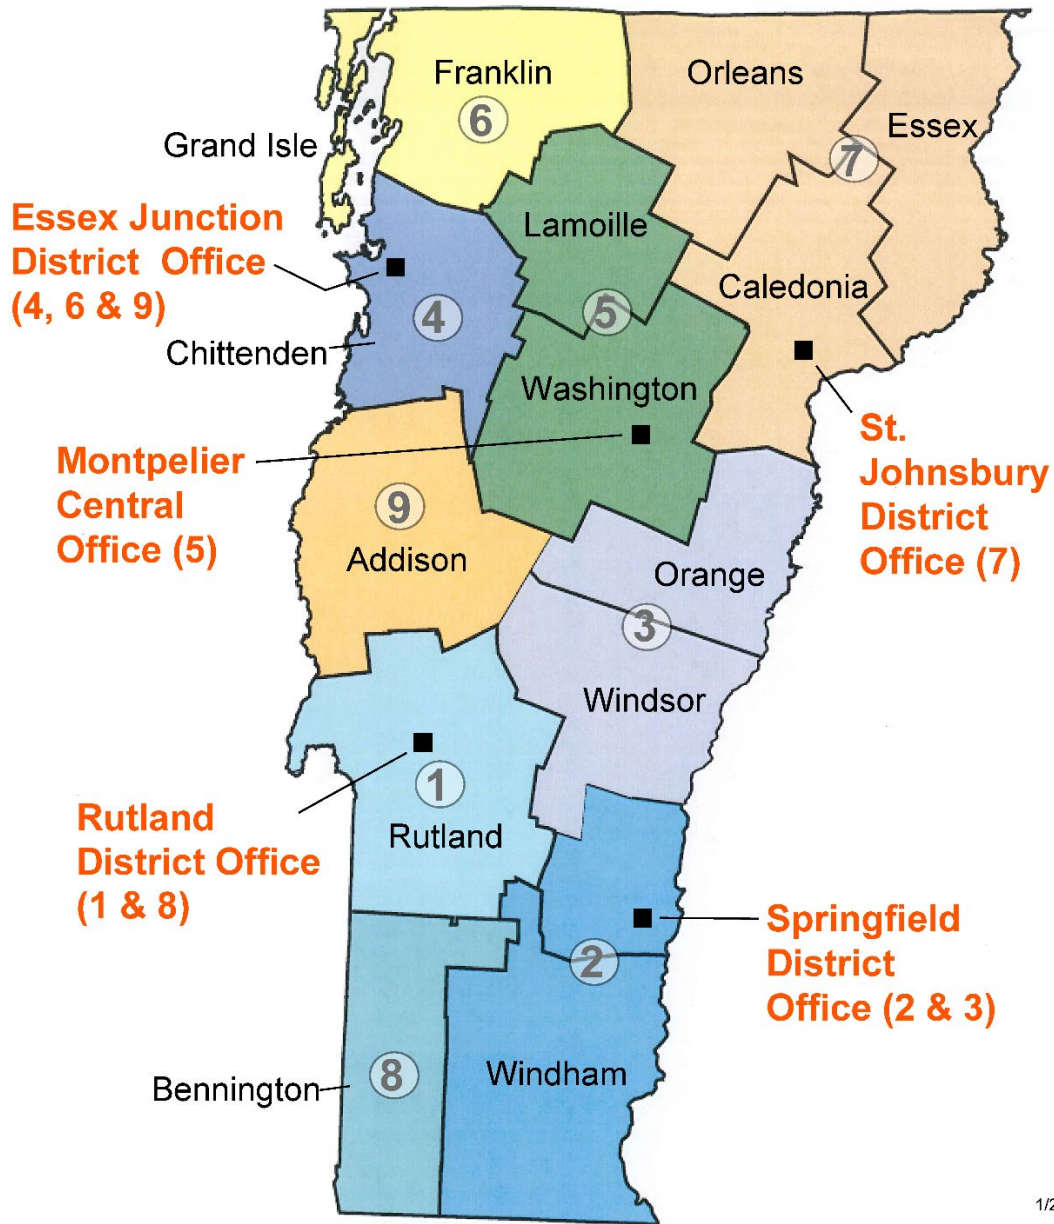 Franklin
6
Orleans
Essex
7
Grand Isle
Essex Junction
District Office
(4, 6 & 9)
Lamoille
Caledonia
4
5
Chittenden
Washington
Montpelier
Central
Office (5)
St.
Johnsbury
District
Office (7)
9
Addison
Orange
3
Windsor
1
Rutland
Rutland
District Office
(1 & 8)
Springfield
District
Office (2 & 3)
2
8
Windham
Bennington
1/2